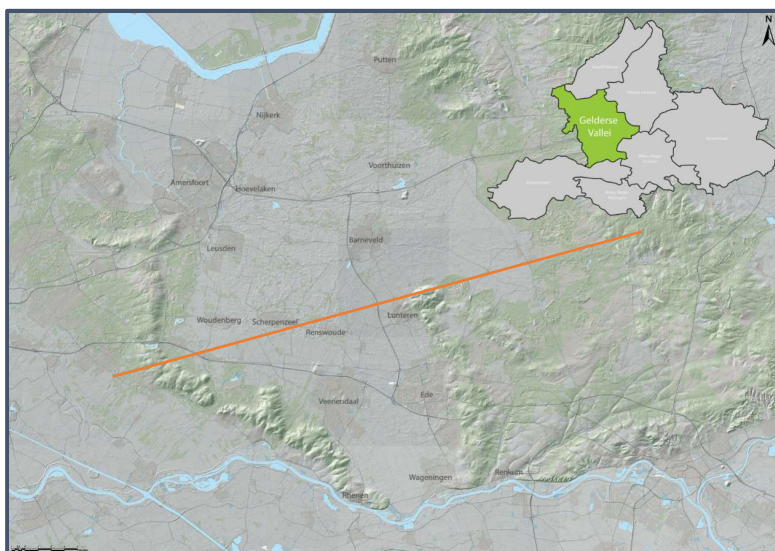 N
Putten
Nijkerk
Gelderse
Vallei
Voorthuizen
Amersfoort
Hoevelaken
Barneveld
Leusden
Woudenberg
Scherpenzeel
Lunteren
Renswoude
Veenendaal
Ede
Wageningen
Renkum
Rhenen